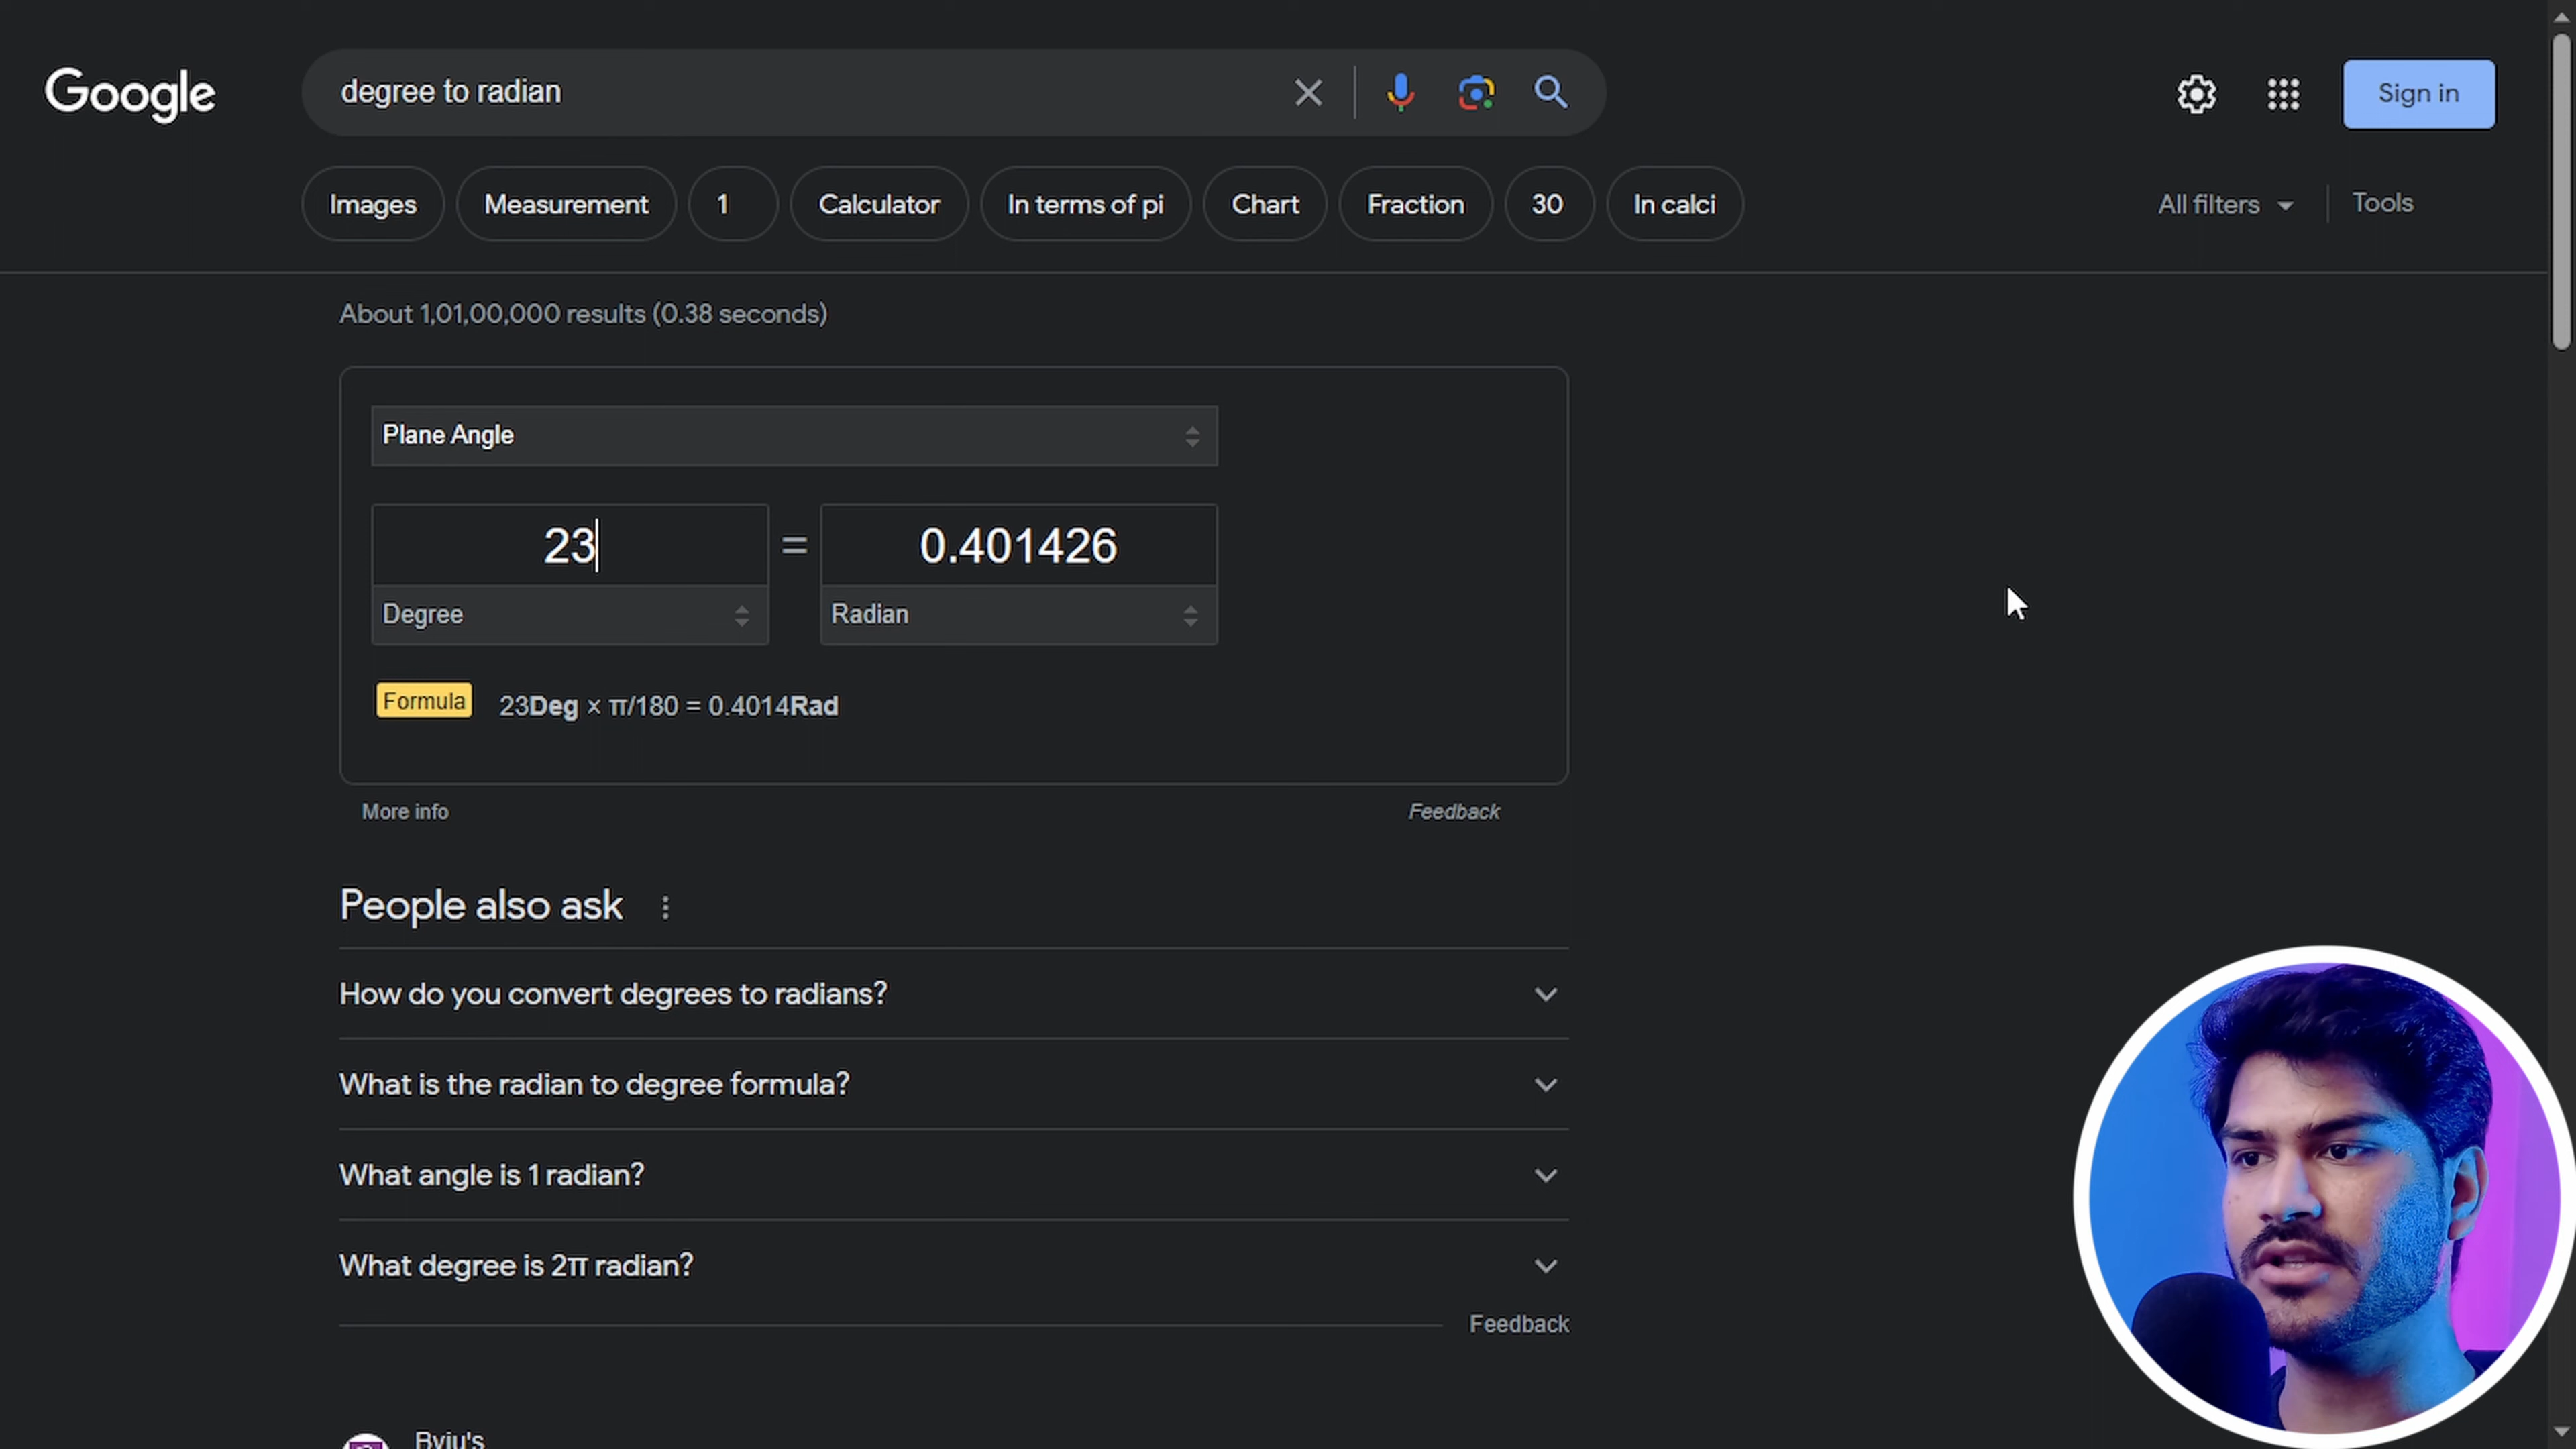 Google
degree to radian
Sign in
Images
Measurement
1
Calculator
In terms of pi
Chart
Fraction
30
In calci
All filters
Tools
About 1,01,00,000 results (0.38 seconds)
Plane Angle
23 = 0.401426
Degree
Radian
Formula 23Deg × π/180 = 0.4014Rad
More info
Feedback
People also ask
How do you convert degrees to radians?
What is the radian to degree formula?
What angle is 1 radian?
What degree is 2π radian?
Feedback
Byju's